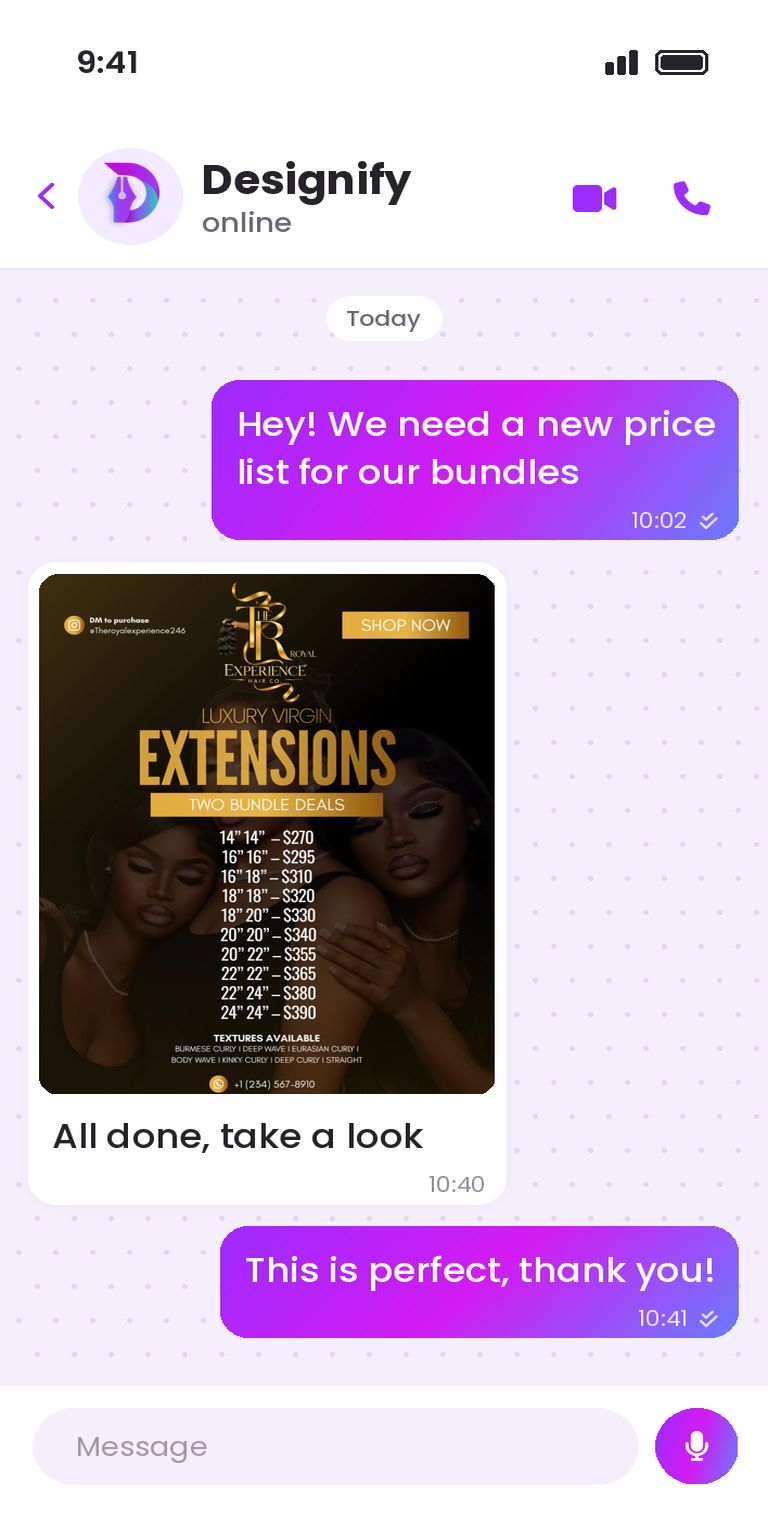 9:41
Designify
online
Today
Hey! We need a new price
list for our bundles
10:02
DM to purchase
@Theroyalexperience246
THE
R
ROYAL
EXPERIENCE
HAIR CO.
SHOP NOW
LUXURY VIRGIN
EXTENSIONS
TWO BUNDLE DEALS
14” 14” – $270
16” 16” – $295
16” 18” – $310
18” 18” – $320
18” 20” – $330
20” 20” – $340
20” 22” – $355
22” 22” – $365
22” 24” – $380
24” 24” – $390
TEXTURES AVAILABLE
BURMESE CURLY I DEEP WAVE I EURASIAN CURLY I
BODY WAVE I KINKY CURLY I DEEP CURLY I STRAIGHT
+1 (234) 567-8910
All done, take a look
10:40
This is perfect, thank you!
10:41
Message